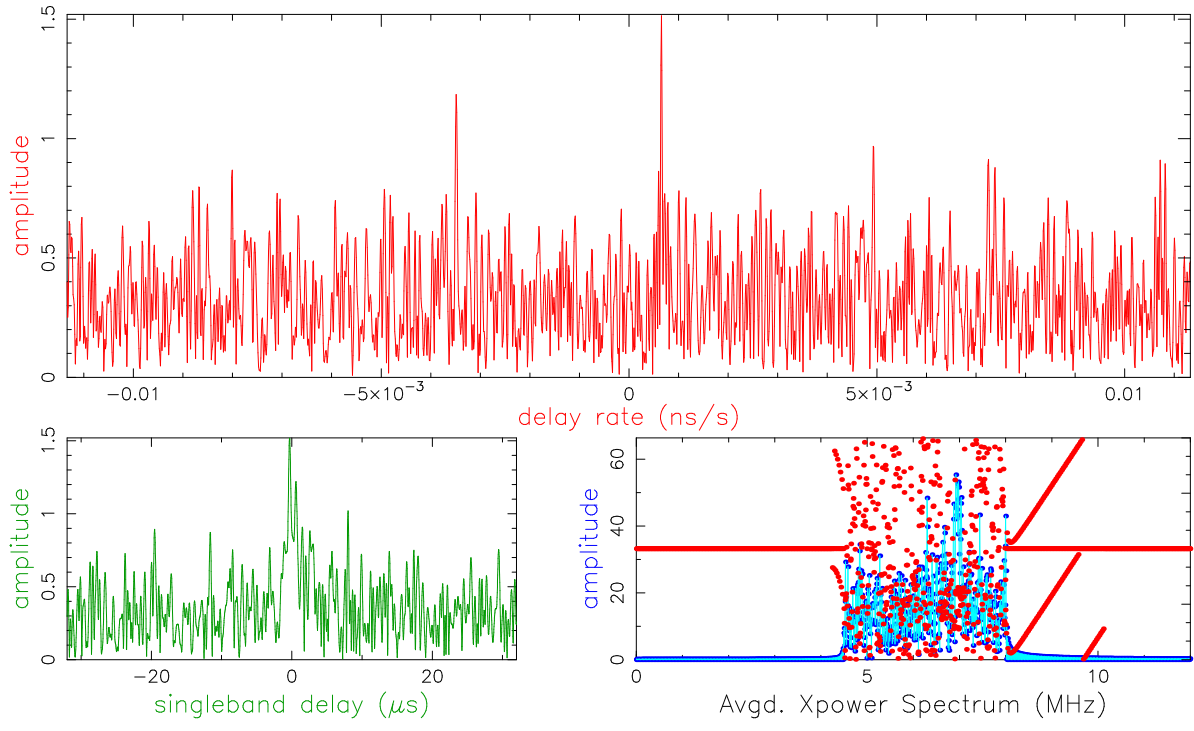 amplitude
0 0.5 1 1.5
−0.01 −5×10⁻³ 0 5×10⁻³ 0.01
delay rate (ns/s)
amplitude
0 0.5 1 1.5
−20 0 20
singleband delay (μs)
amplitude
0 20 40 60
0 5 10
Avgd. Xpower Spectrum (MHz)